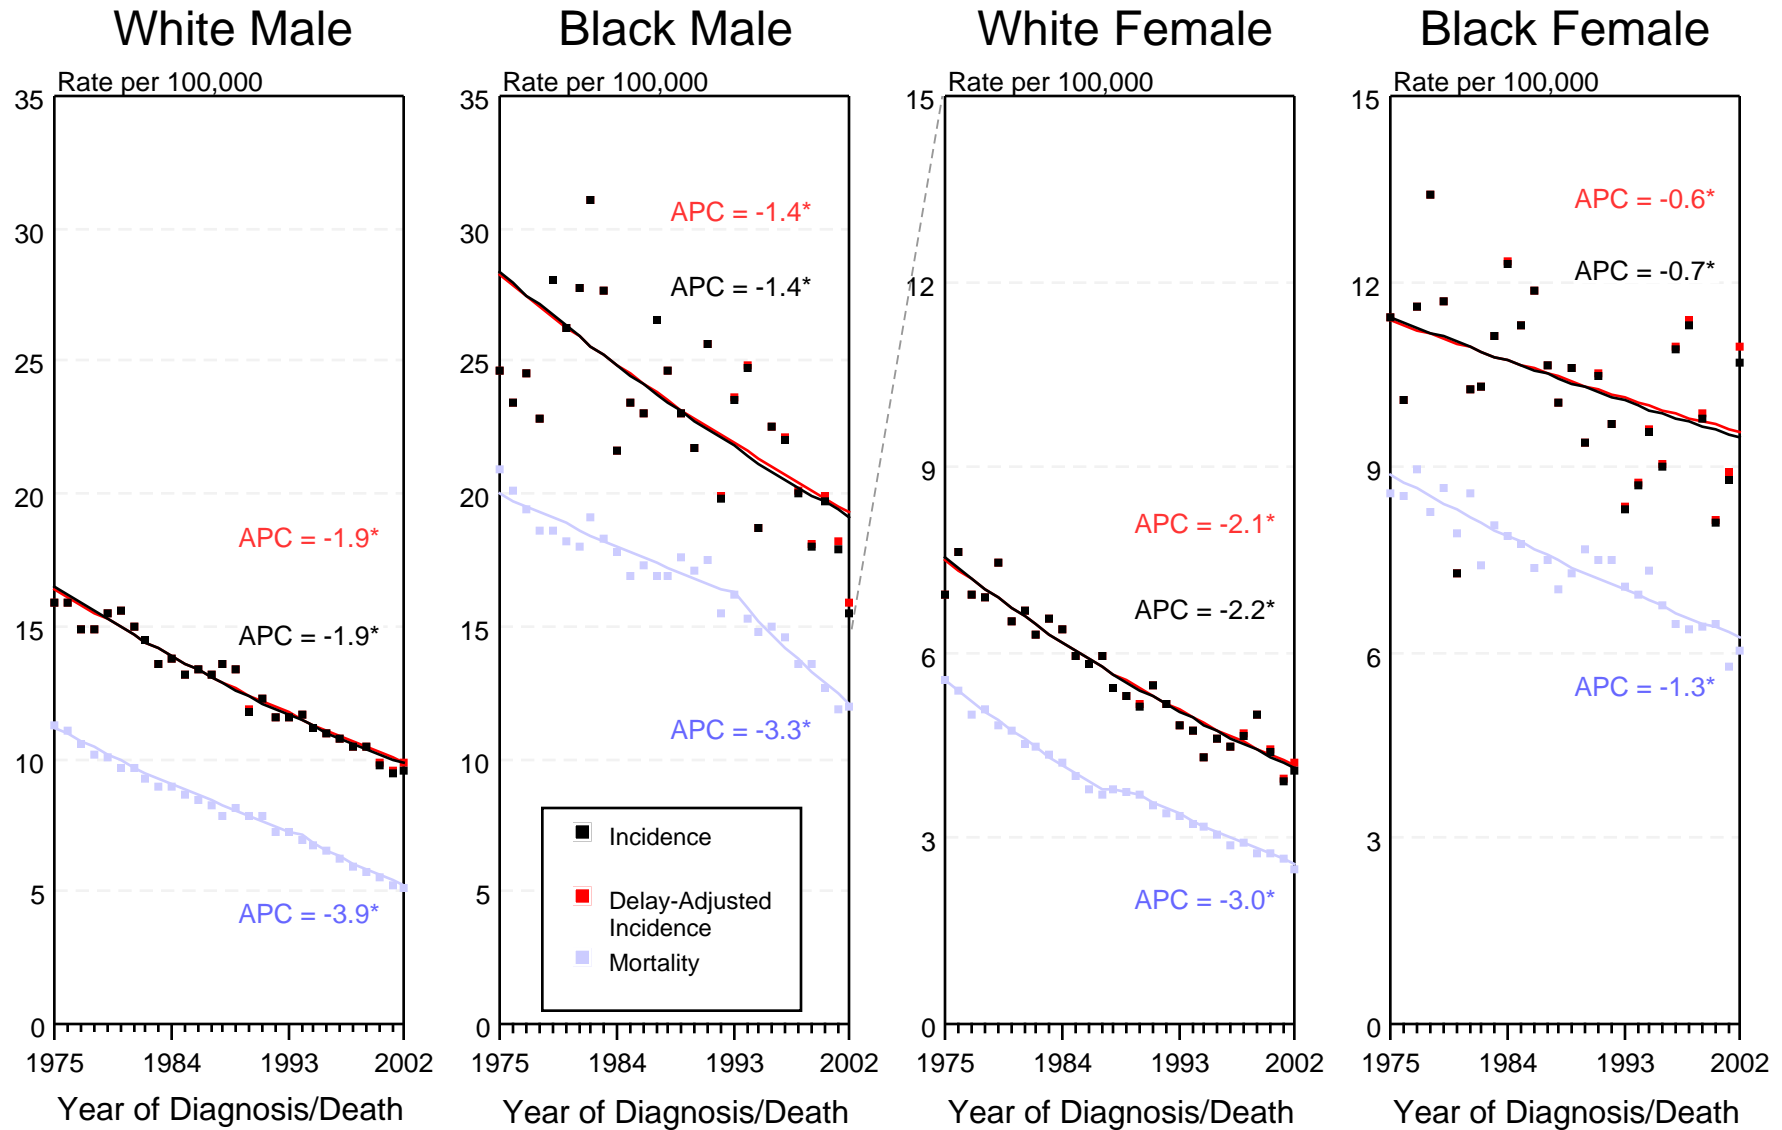 White Male
Black Male
White Female
Black Female
Rate per 100,000
Rate per 100,000
Rate per 100,000
Rate per 100,000
35
30
25
20
15
10
5
0
APC = -1.9*
APC = -1.9*
APC = -3.9*
1975
1984
1993
2002
Year of Diagnosis/Death
35
30
25
20
15
10
5
0
APC = -1.4*
APC = -1.4*
APC = -3.3*
Incidence
Delay-Adjusted
Incidence
Mortality
1975
1984
1993
2002
Year of Diagnosis/Death
15
12
9
6
3
0
APC = -2.1*
APC = -2.2*
APC = -3.0*
1975
1984
1993
2002
Year of Diagnosis/Death
15
12
9
6
3
0
APC = -0.6*
APC = -0.7*
APC = -1.3*
1975
1984
1993
2002
Year of Diagnosis/Death